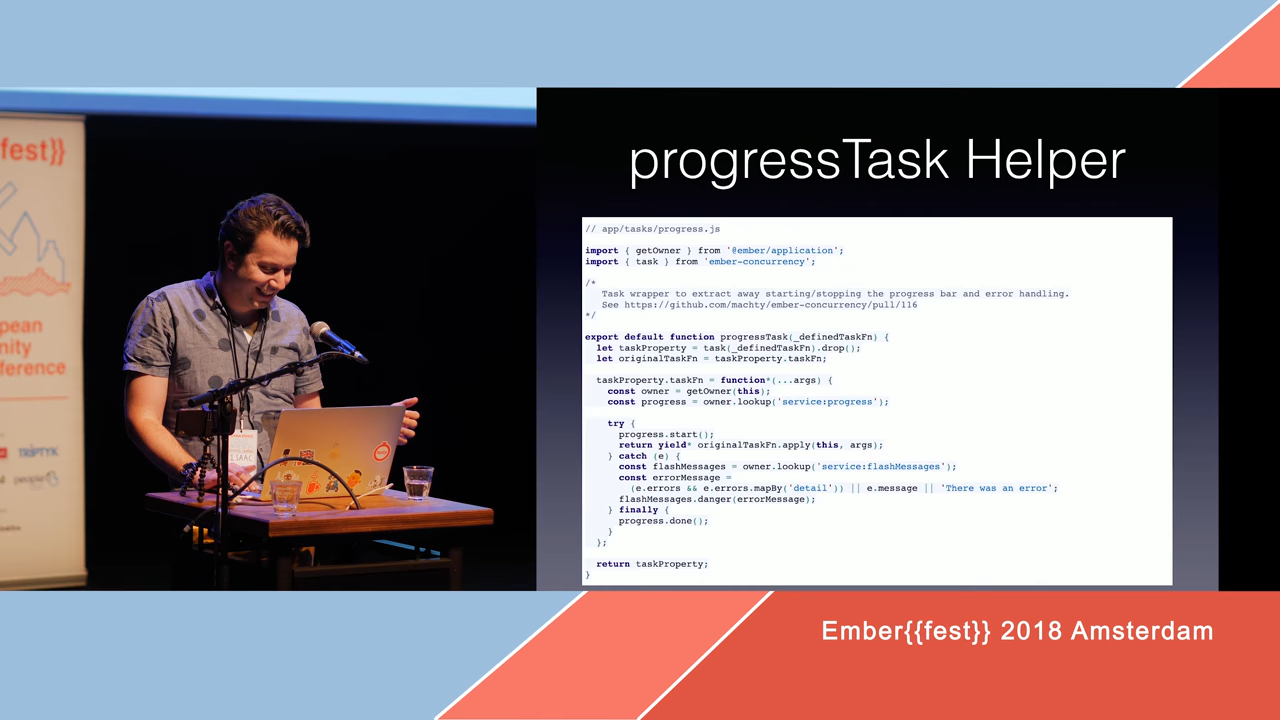 fest}}
pean
nity
ference
TRIPTYK
people
ISAAC
progressTask Helper
// app/tasks/progress.js
import { getOwner } from '@ember/application';
import { task } from 'ember-concurrency';
/*
Task wrapper to extract away starting/stopping the progress bar and error handling.
See https://github.com/machty/ember-concurrency/pull/116
*/
export default function progressTask(_definedTaskFn) {
let taskProperty = task(_definedTaskFn).drop();
let originalTaskFn = taskProperty.taskFn;
taskProperty.taskFn = function*(...args) {
const owner = getOwner(this);
const progress = owner.lookup('service:progress');
try {
progress.start();
return yield* originalTaskFn.apply(this, args);
} catch (e) {
const flashMessages = owner.lookup('service:flashMessages');
const errorMessage =
(e.errors && e.errors.mapBy('detail')) || e.message || 'There was an error';
flashMessages.danger(errorMessage);
} finally {
progress.done();
}
};
return taskProperty;
}
Ember{{fest}} 2018 Amsterdam